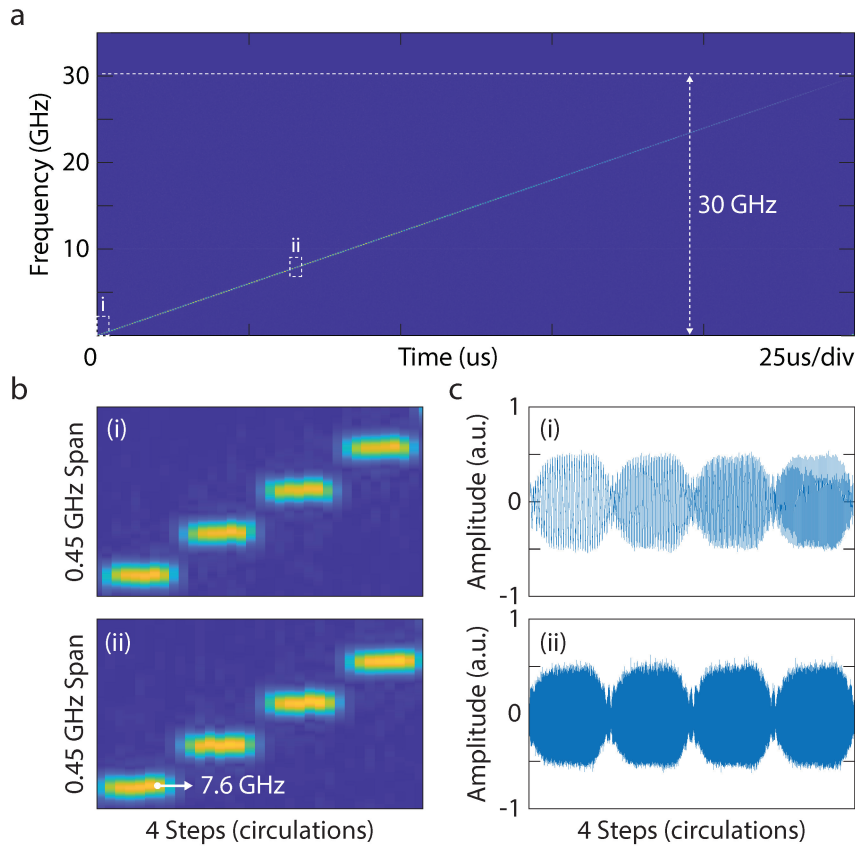 a
Frequency (GHz)
30
20
10
0
i
ii
30 GHz
Time (us)
25us/div
b
0.45 GHz Span
(i)
0.45 GHz Span
(ii)
7.6 GHz
4 Steps (circulations)
c
Amplitude (a.u.)
1
0
-1
(i)
Amplitude (a.u.)
1
0
-1
(ii)
4 Steps (circulations)